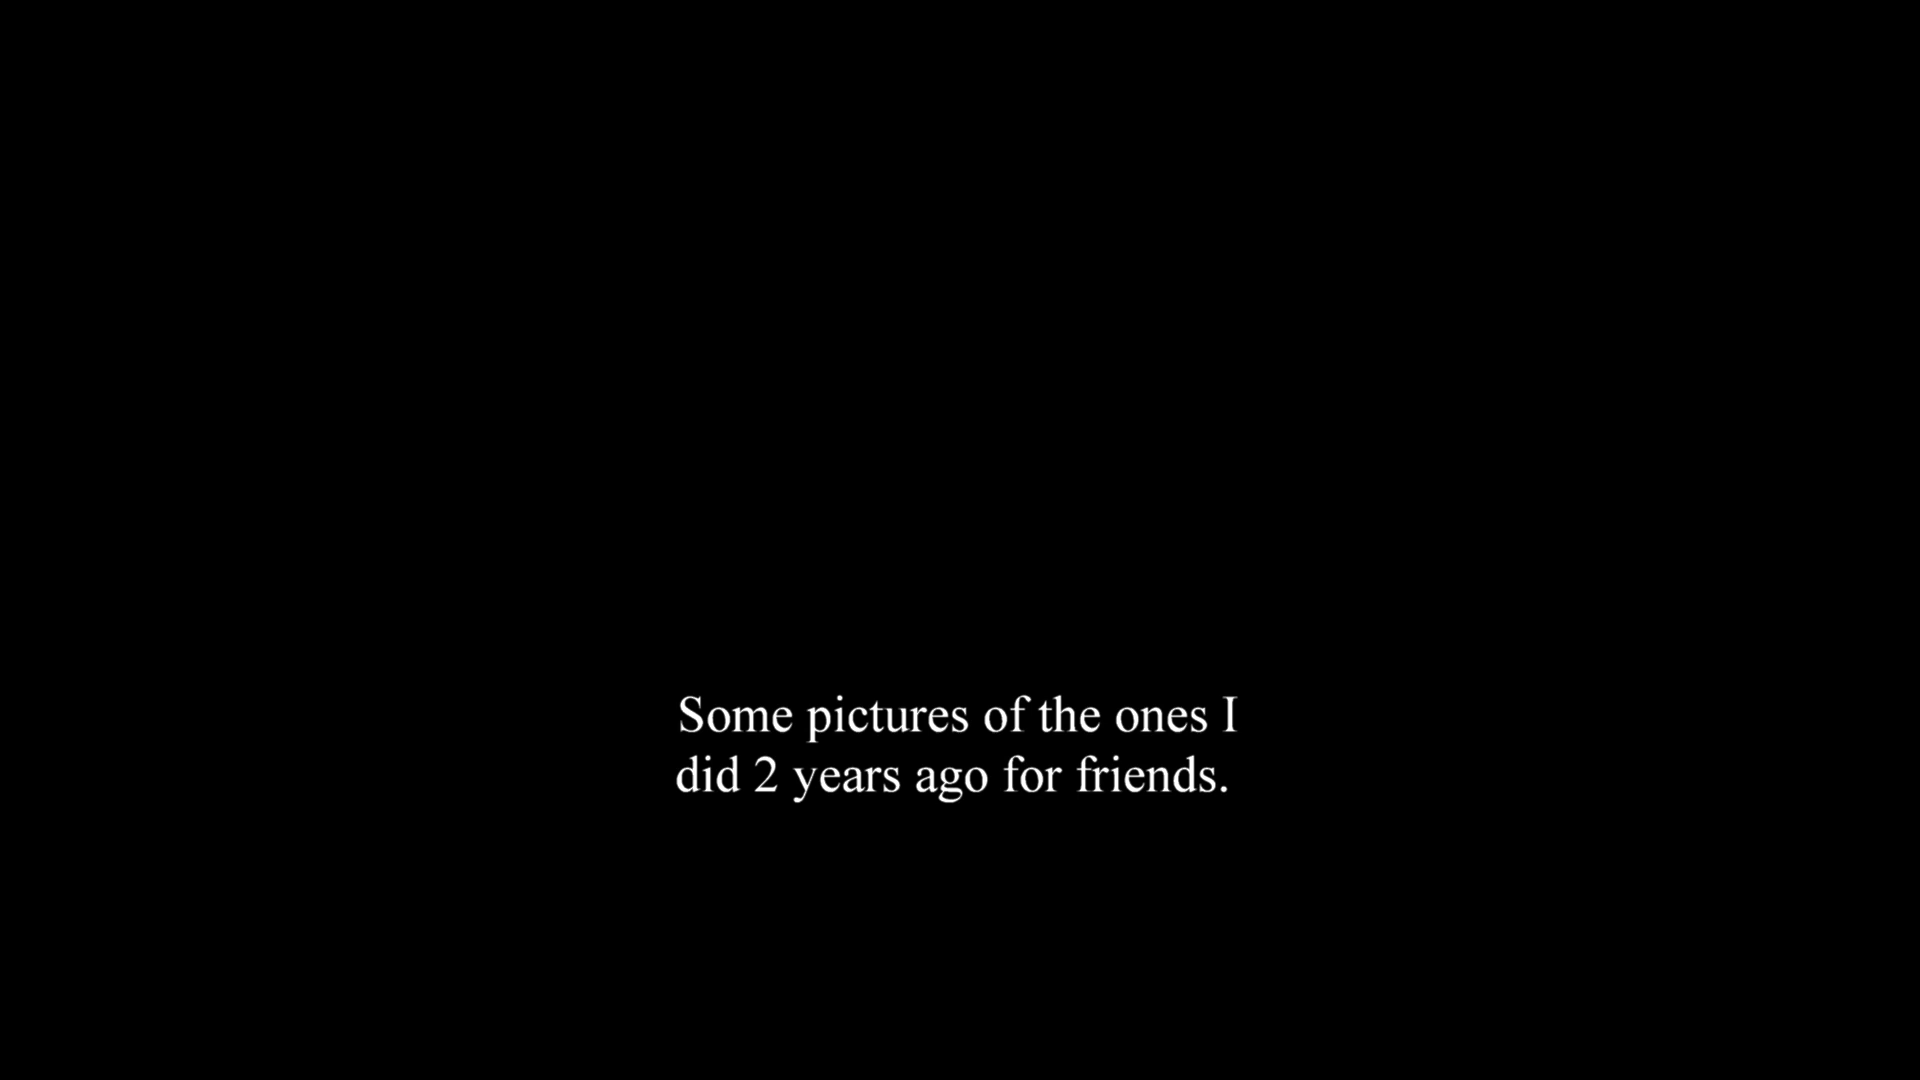 Some pictures of the ones I
did 2 years ago for friends.